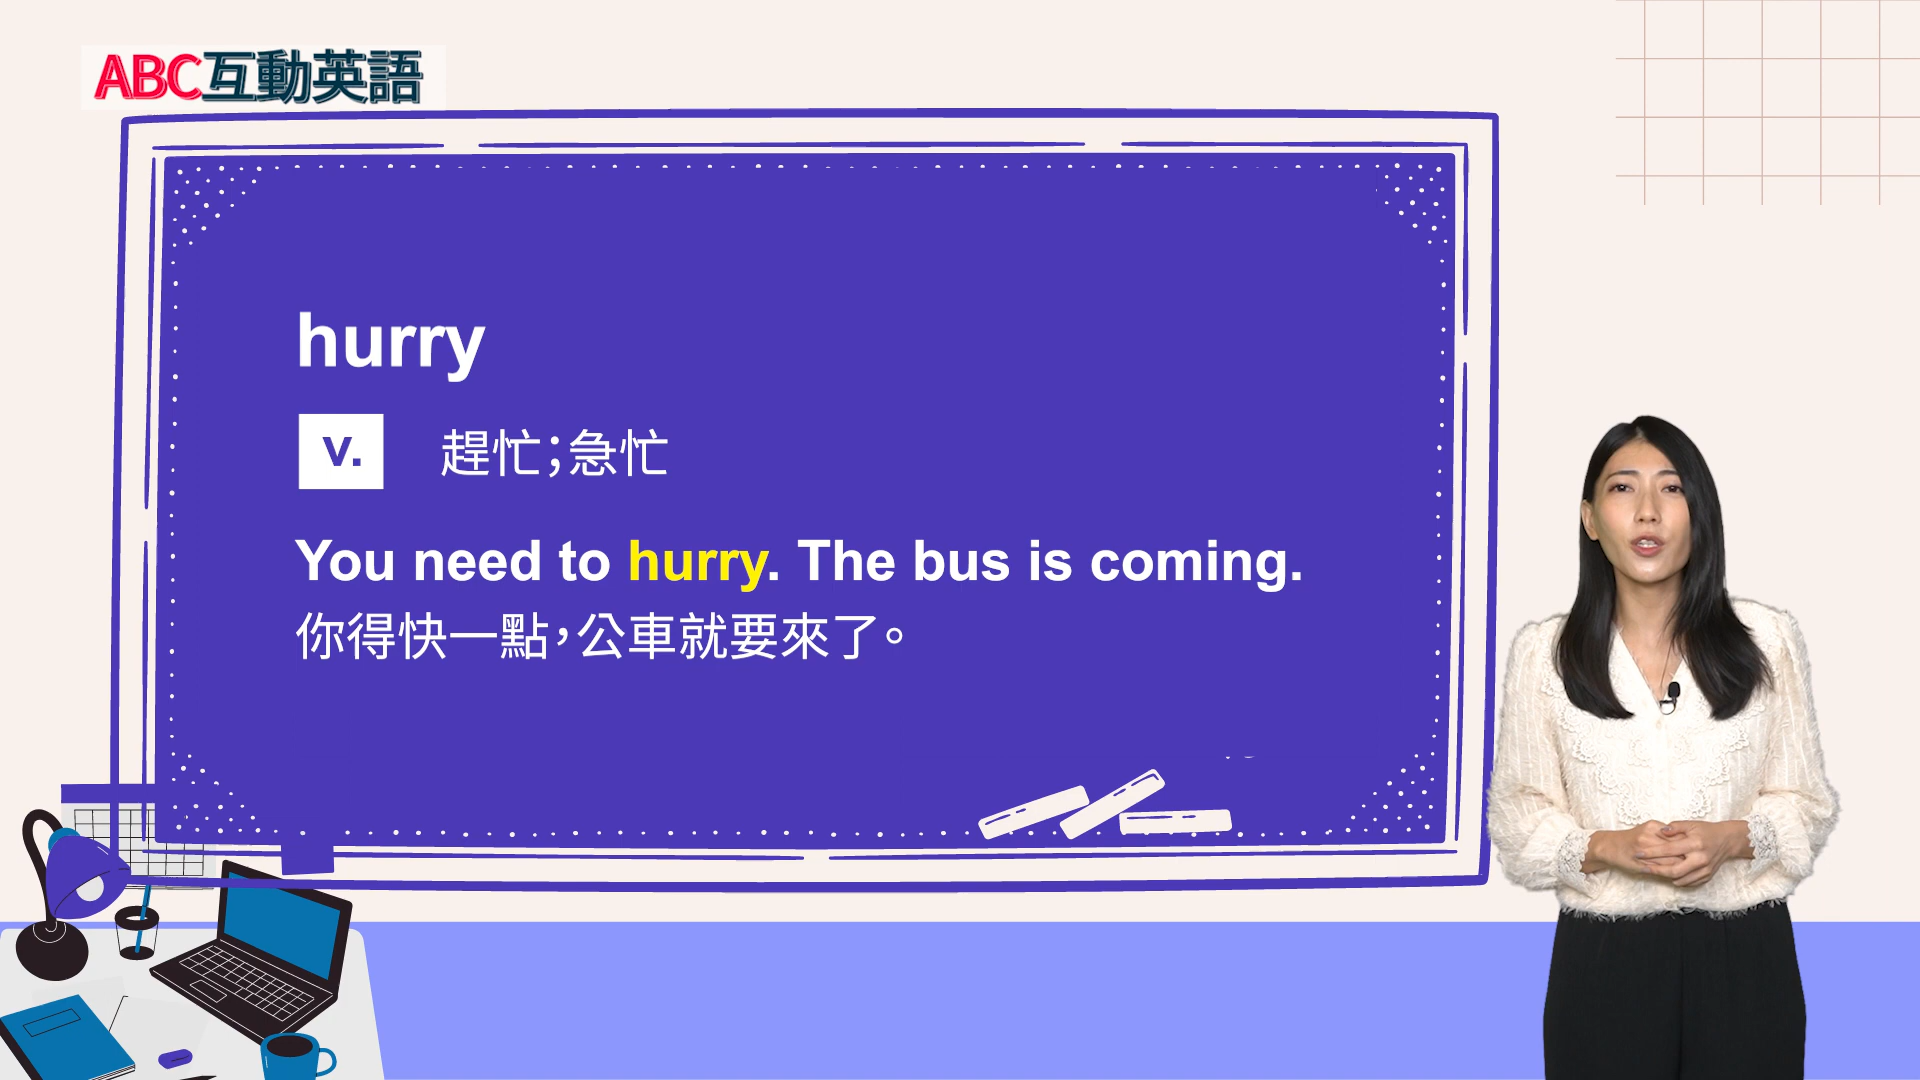 ABC互動英語
hurry
v. 趕忙；急忙
You need to hurry. The bus is coming.
你得快一點，公車就要來了。